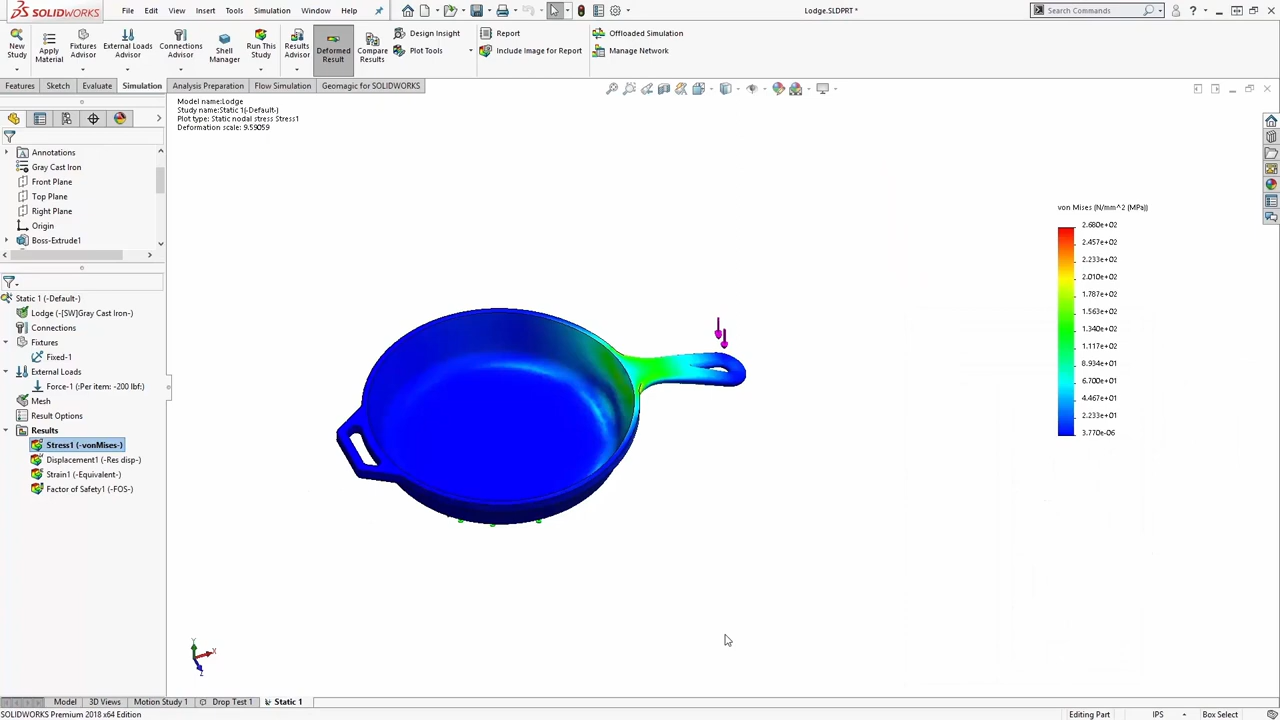 SOLIDWORKS
File Edit View Insert Tools Simulation Window Help
Lodge.SLDPRT *
Search Commands
New Study
Apply Material
Fixtures Advisor
External Loads Advisor
Connections Advisor
Shell Manager
Run This Study
Results Advisor
Deformed Result
Compare Results
Design Insight
Plot Tools
Report
Include Image for Report
Offloaded Simulation
Manage Network
Features Sketch Evaluate Simulation Analysis Preparation Flow Simulation Geomagic for SOLIDWORKS
Model name:Lodge
Study name:Static 1(-Default-)
Plot type: Static nodal stress Stress1
Deformation scale: 9.59059
Annotations
Gray Cast Iron
Front Plane
Top Plane
Right Plane
Origin
Boss-Extrude1
Static 1 (-Default-)
Lodge (-[SW]Gray Cast Iron-)
Connections
Fixtures
Fixed-1
External Loads
Force-1 (:Per item: -200 lbf:)
Mesh
Result Options
Results
Stress1 (-vonMises-)
Displacement1 (-Res disp-)
Strain1 (-Equivalent-)
Factor of Safety1 (-FOS-)
von Mises (N/mm^2 (MPa))
2.680e+02
2.457e+02
2.233e+02
2.010e+02
1.787e+02
1.563e+02
1.340e+02
1.117e+02
8.934e+01
6.700e+01
4.467e+01
2.233e+01
3.770e-06
Y
X
Z
Model 3D Views Motion Study 1 Drop Test 1 Static 1
SOLIDWORKS Premium 2018 x64 Edition
Editing Part IPS Box Select